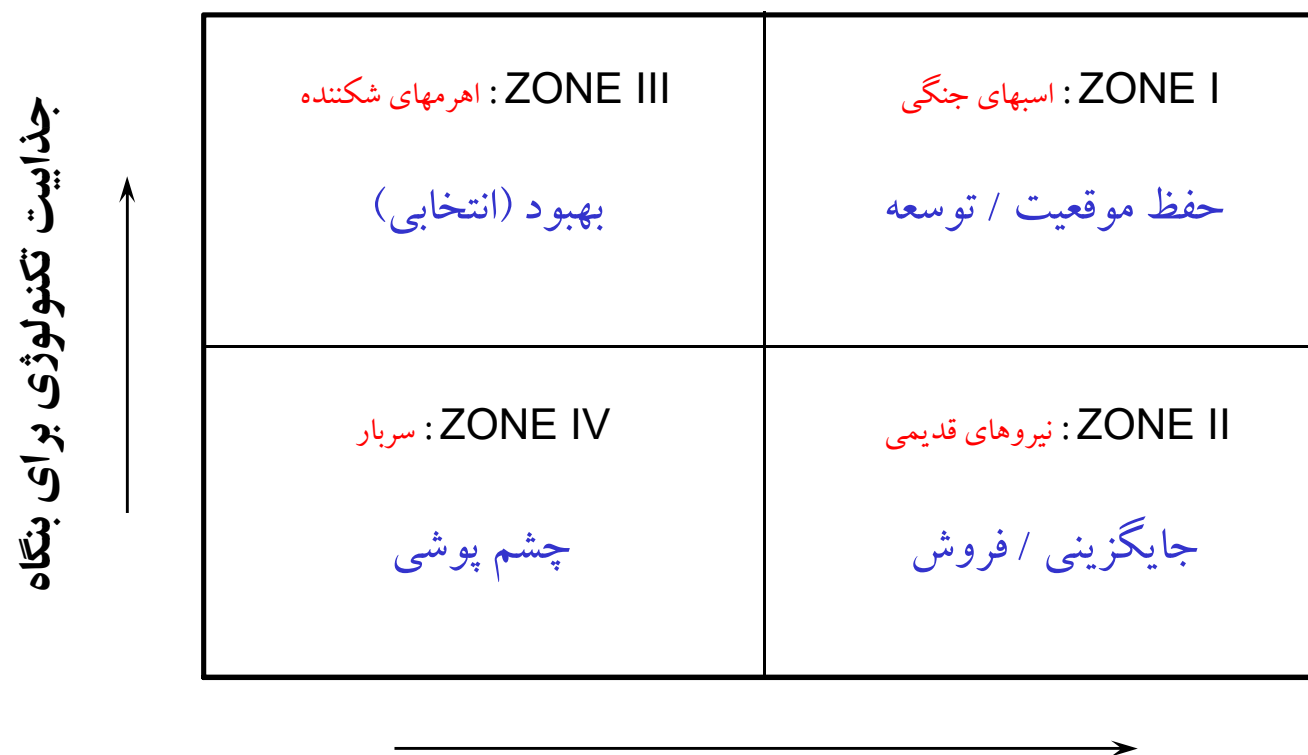 جذابیت تکنولوژی برای بنگاه
ZONE I : اسبهای جنگی
حفظ موقعیت / توسعه
ZONE III : اهرمهای شکننده
بهبود (انتخابی)
ZONE II : نیروهای قدیمی
جایگزینی / فروش
ZONE IV : سربار
چشم پوشی